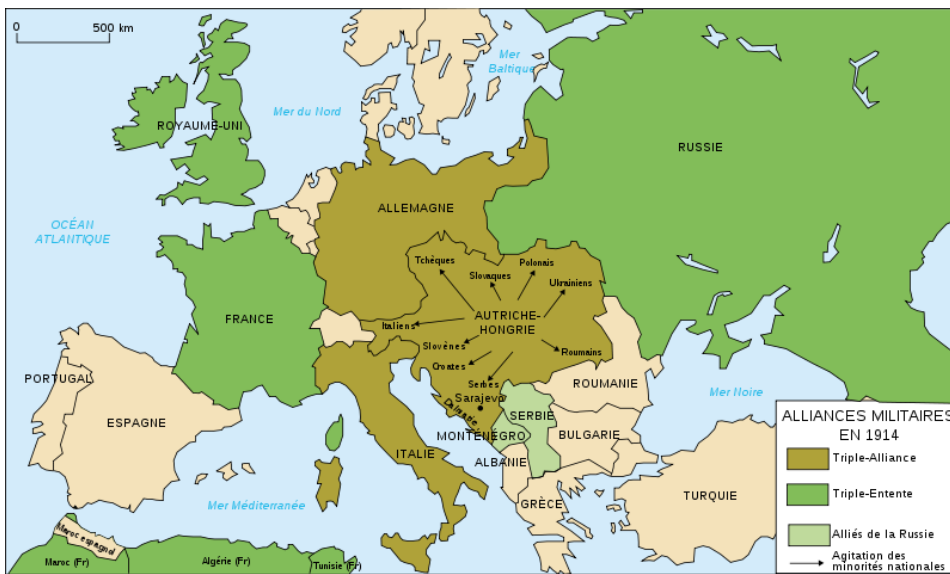 0 500 km
Mer
Baltique
Mer du Nord
ROYAUME-UNI
RUSSIE
OCÉAN
ATLANTIQUE
ALLEMAGNE
Tchèques
Slovaques
Polonais
Ukrainiens
AUTRICHE-
HONGRIE
FRANCE
Italiens
Slovènes
Croates
Roumains
Serbes
Sarajevo
Dalmatie
PORTUGAL
ESPAGNE
ROUMANIE
Mer Noire
SERBIE
MONTÉNÉGRO
BULGARIE
ITALIE
ALBANIE
GRÈCE
TURQUIE
Mer Méditerranée
Maroc espagnol
Maroc (Fr)
Algérie (Fr)
Tunisie (Fr)
ALLIANCES MILITAIRES
EN 1914
Triple-Alliance
Triple-Entente
Alliés de la Russie
Agitation des
minorités nationales